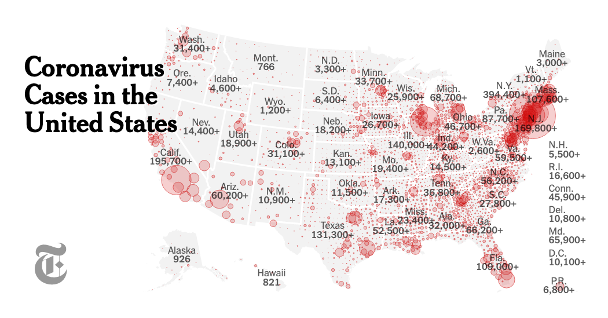 Coronavirus
Cases in the
United States
Wash.
31,400+
Ore.
7,400+
Idaho
4,600+
Mont.
766
N.D.
3,300+
S.D.
6,400+
Minn.
33,700+
Wis.
25,900+
Mich.
68,700+
N.Y.
394,400+
Vt.
1,100+
Maine
3,000+
Mass.
107,600+
Nev.
14,400+
Utah
18,900+
Wyo.
1,200+
Colo.
31,100+
Neb.
18,200+
Iowa
26,700+
Ill.
140,000+
Ind.
44,200+
Ohio
46,700+
Pa.
87,700+
N.J.
169,800+
Calif.
195,700+
Ariz.
60,200+
N.M.
10,900+
Kan.
13,100+
Mo.
19,400+
Ky.
14,500+
W.Va.
2,600+
Va.
59,500+
Okla.
11,500+
Ark.
17,300+
Tenn.
36,800+
N.C.
56,200+
S.C.
27,800+
Texas
131,300+
La.
52,500+
Miss.
23,400+
Ala.
32,000+
Ga.
66,200+
Fla.
109,000+
Alaska
926
Hawaii
821
N.H.
5,500+
R.I.
16,600+
Conn.
45,900+
Del.
10,800+
Md.
65,900+
D.C.
10,100+
P.R.
6,800+
T